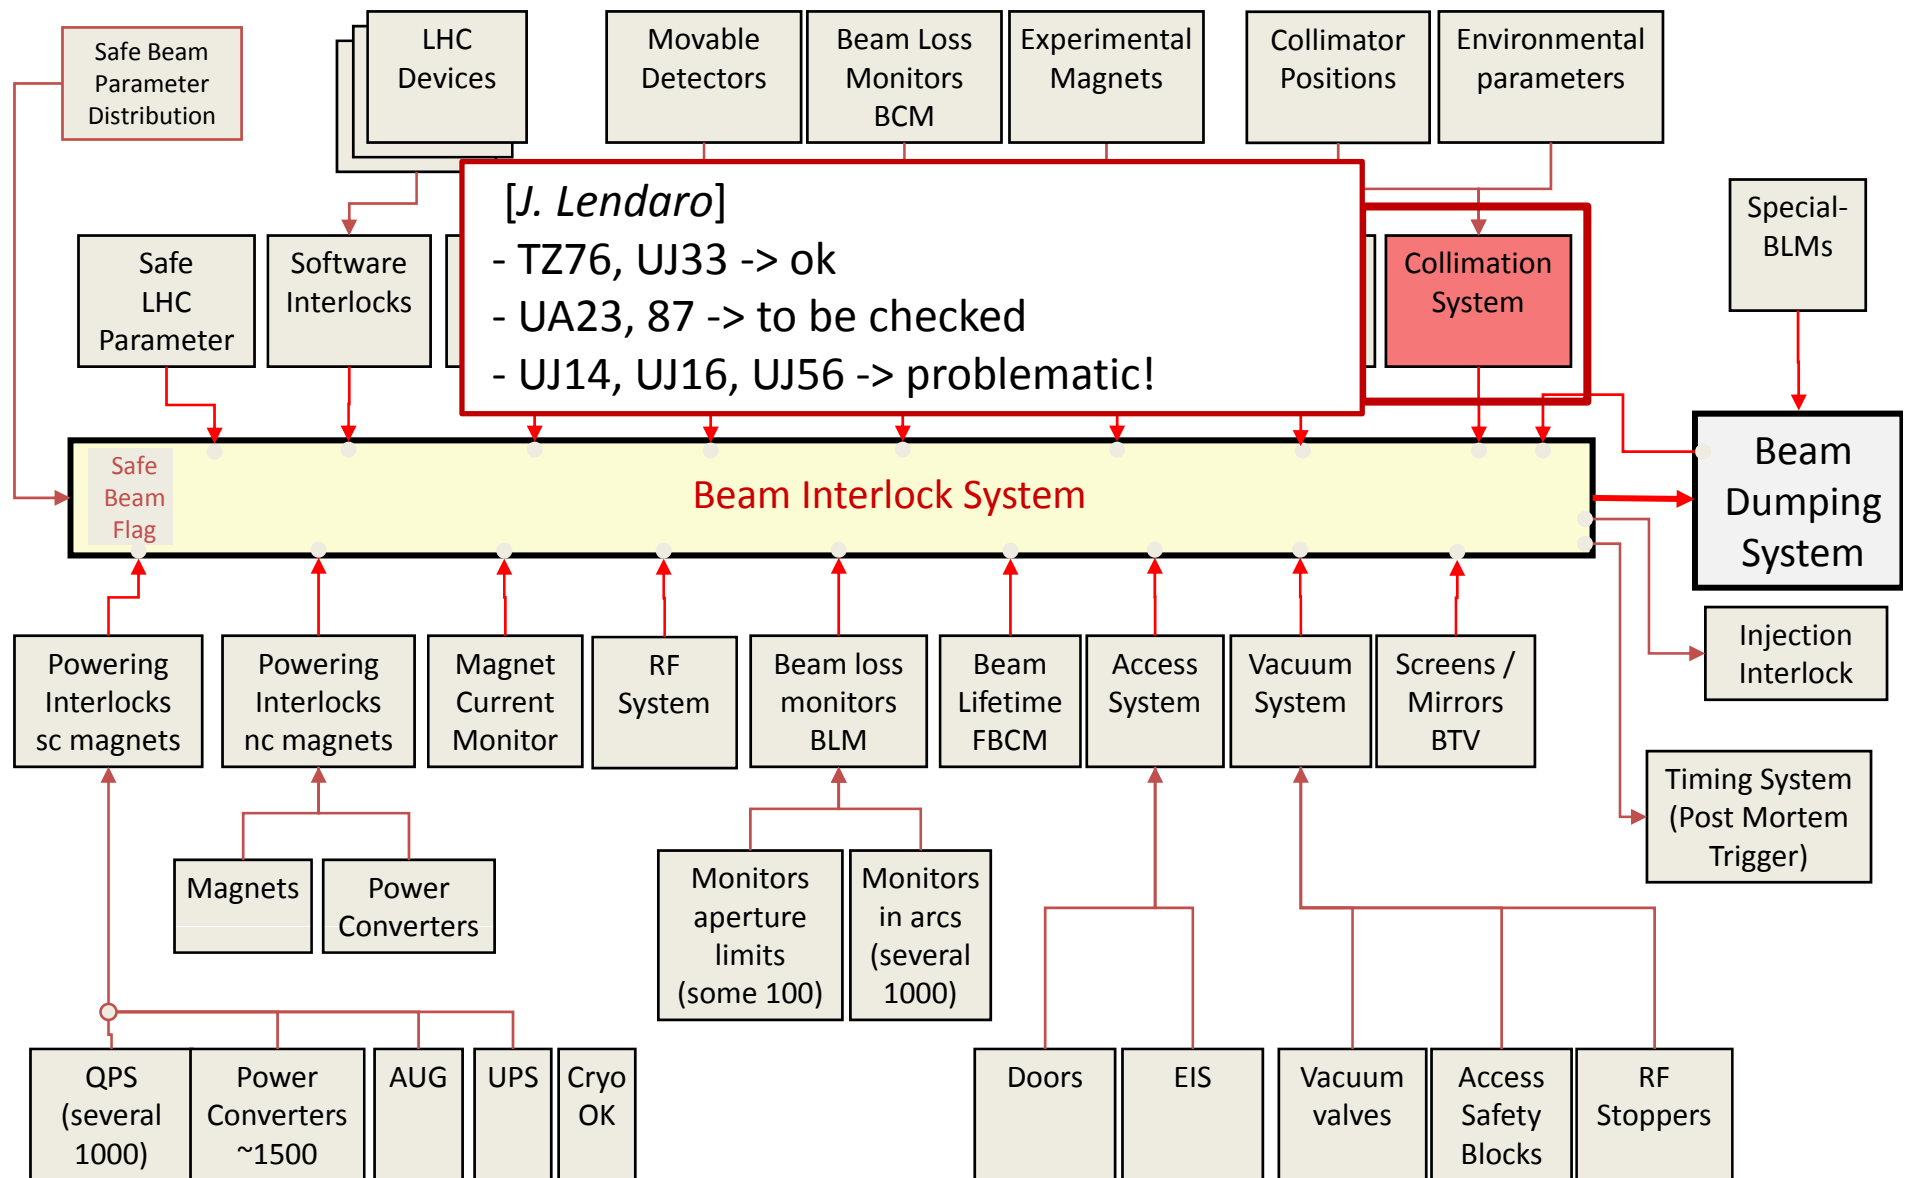 Safe Beam
Parameter
Distribution
LHC
Devices
Movable
Detectors
Beam Loss
Monitors
BCM
Experimental
Magnets
Collimator
Positions
Environmental
parameters
[J. Lendaro]
- TZ76, UJ33 -> ok
- UA23, 87 -> to be checked
- UJ14, UJ16, UJ56 -> problematic!
Safe
LHC
Parameter
Software
Interlocks
Collimation
System
Special-
BLMs
Safe
Beam
Flag
Beam Interlock System
Beam
Dumping
System
Powering
Interlocks
sc magnets
Powering
Interlocks
nc magnets
Magnet
Current
Monitor
RF
System
Beam loss
monitors
BLM
Beam
Lifetime
FBCM
Access
System
Vacuum
System
Screens /
Mirrors
BTV
Injection
Interlock
Timing System
(Post Mortem
Trigger)
Magnets
Power
Converters
Monitors
aperture
limits
(some 100)
Monitors
in arcs
(several
1000)
QPS
(several
1000)
Power
Converters
~1500
AUG
UPS
Cryo
OK
Doors
EIS
Vacuum
valves
Access
Safety
Blocks
RF
Stoppers